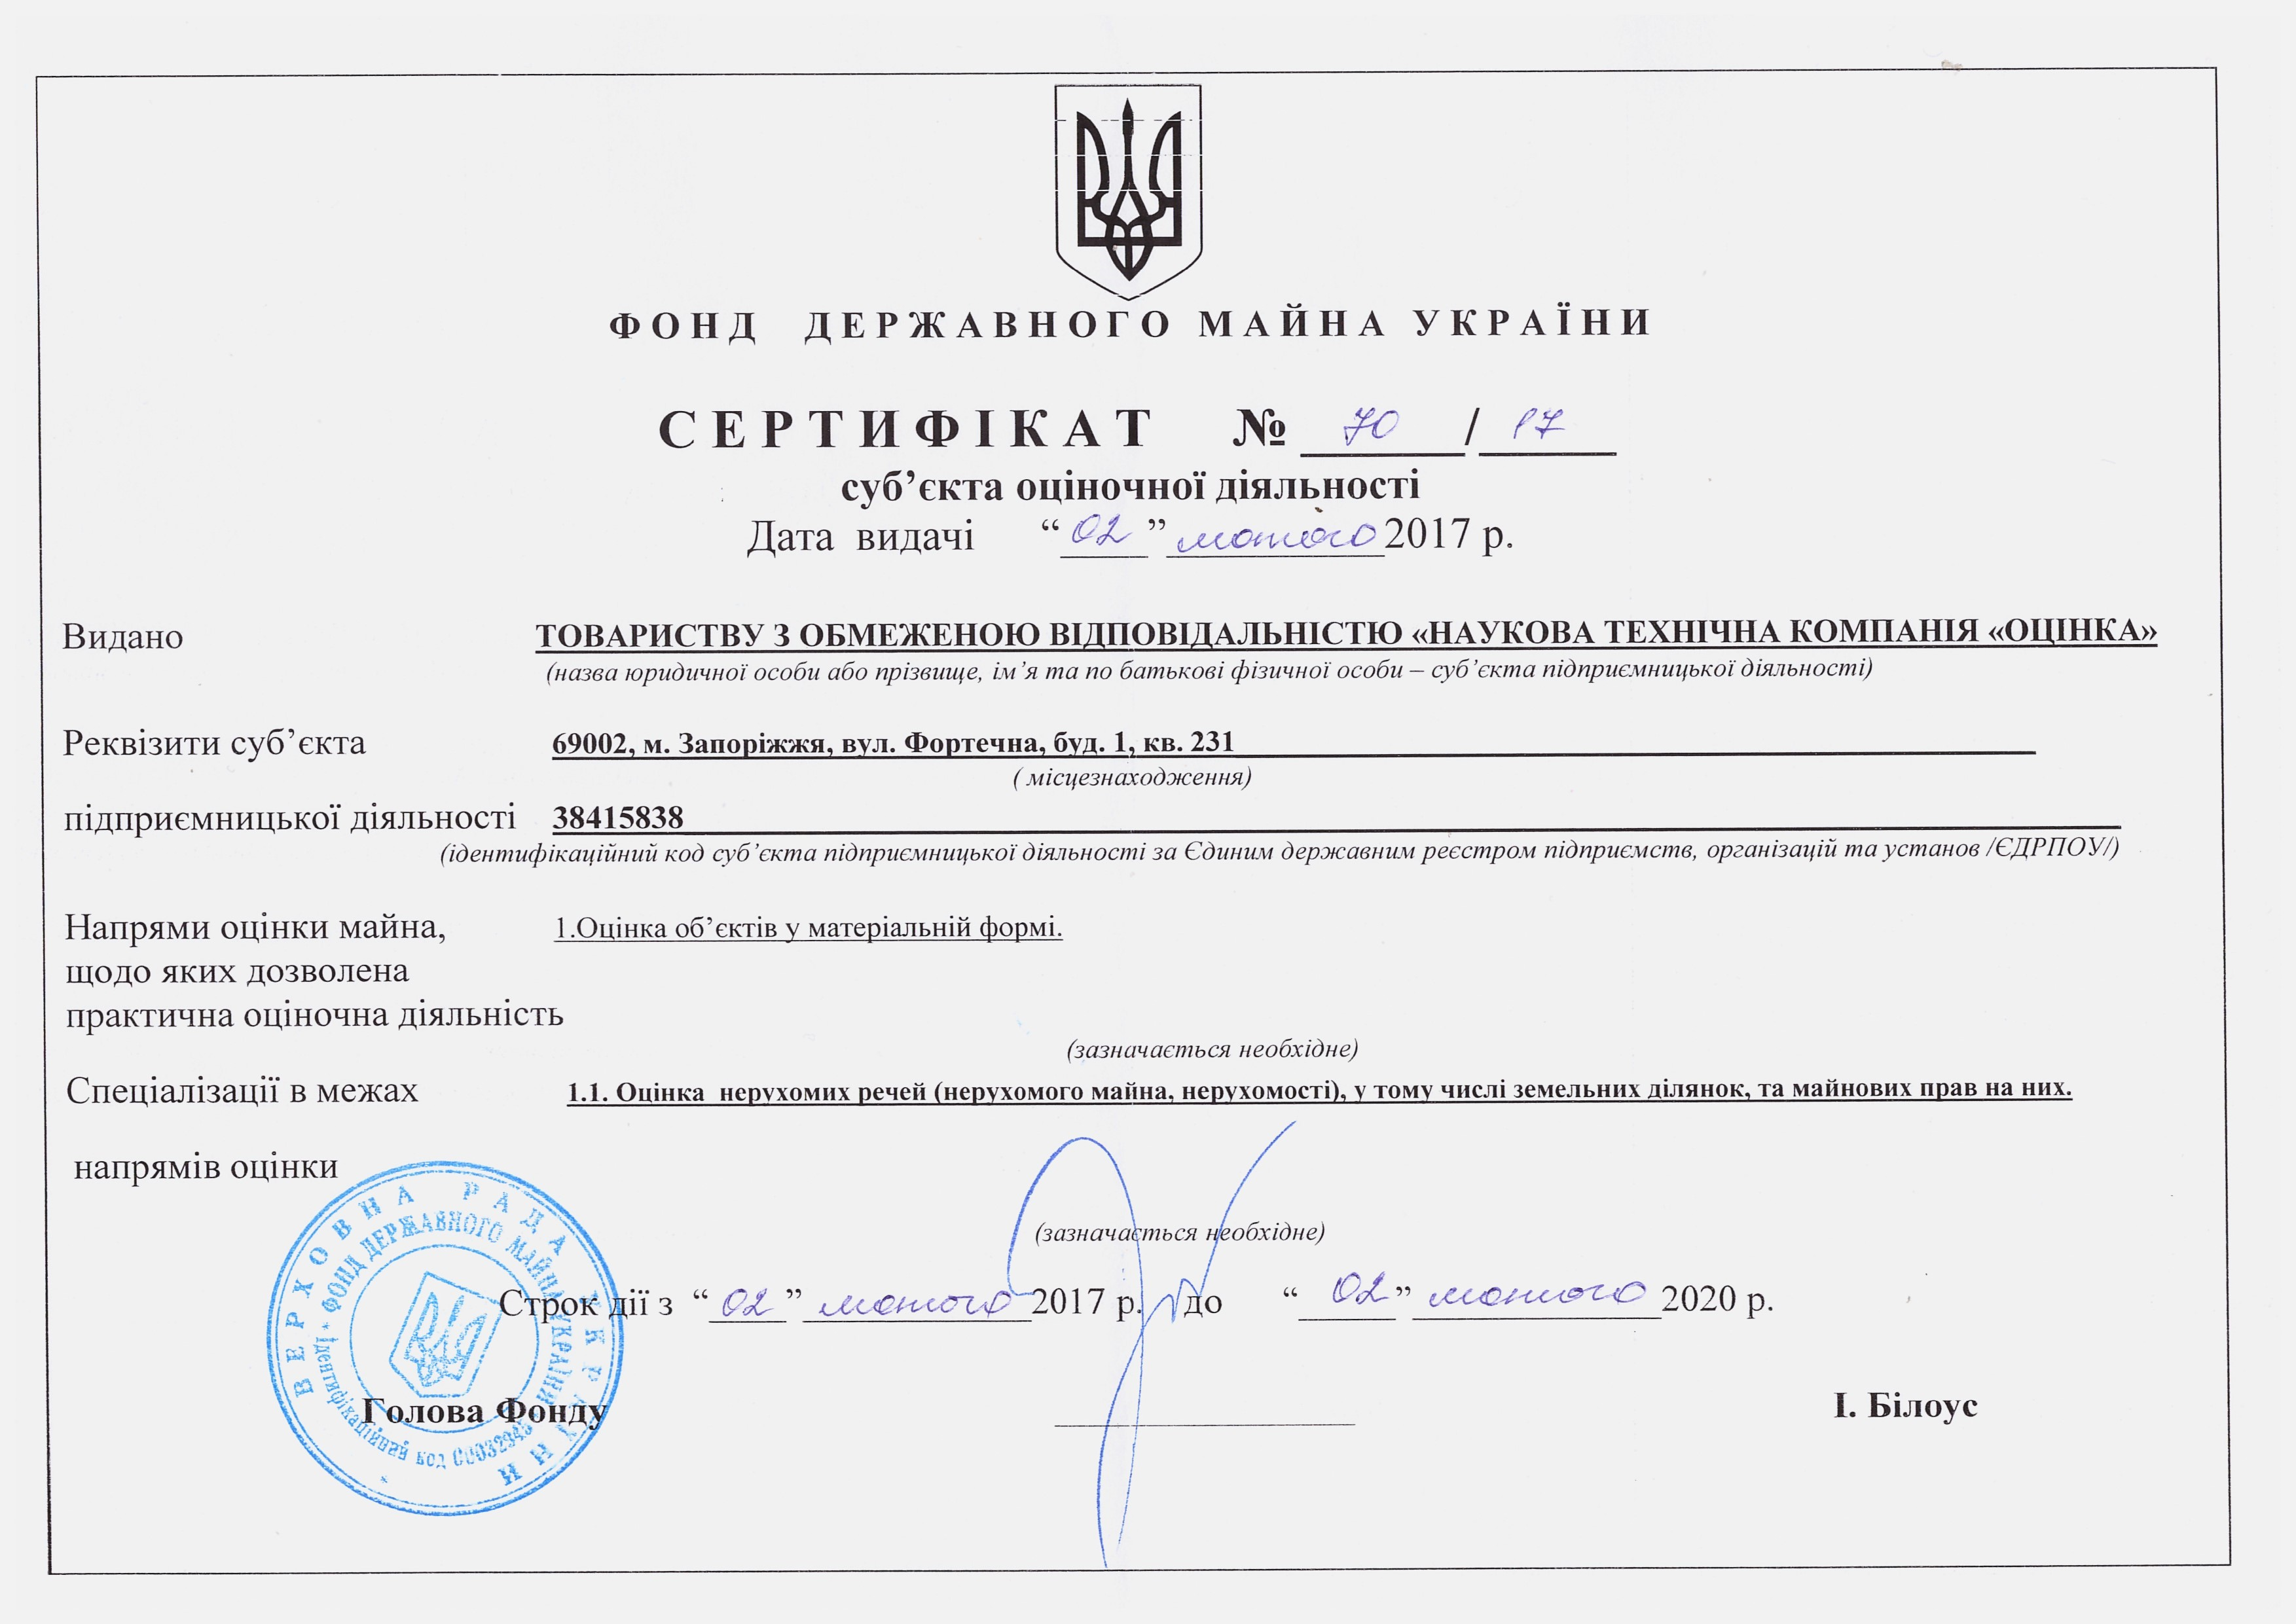 ФОНД ДЕРЖАВНОГО МАЙНА УКРАЇНИ
СЕРТИФІКАТ № 70 / 17
суб’єкта оціночної діяльності
Дата видачі “02” лютого 2017 р.
Видано ТОВАРИСТВУ З ОБМЕЖЕНОЮ ВІДПОВІДАЛЬНІСТЮ «НАУКОВА ТЕХНІЧНА КОМПАНІЯ «ОЦІНКА»
(назва юридичної особи або прізвище, ім’я та по батькові фізичної особи – суб’єкта підприємницької діяльності)
Реквізити суб’єкта 69002, м. Запоріжжя, вул. Фортечна, буд. 1, кв. 231
( місцезнаходження)
підприємницької діяльності 38415838
(ідентифікаційний код суб’єкта підприємницької діяльності за Єдиним державним реєстром підприємств, організацій та установ /ЄДРПОУ/)
Напрями оцінки майна, 1.Оцінка об’єктів у матеріальній формі.
щодо яких дозволена
практична оціночна діяльність
(зазначається необхідне)
Спеціалізації в межах 1.1. Оцінка нерухомих речей (нерухомого майна, нерухомості), у тому числі земельних ділянок, та майнових прав на них.
напрямів оцінки
(зазначається необхідне)
Строк дії з “02” лютого 2017 р. до “02” лютого 2020 р.
Голова Фонду І. Білоус
ВЕРХОВНА РАДА УКРАЇНИ
ФОНД ДЕРЖАВНОГО МАЙНА УКРАЇНИ
Ідентифікаційний код 00032945